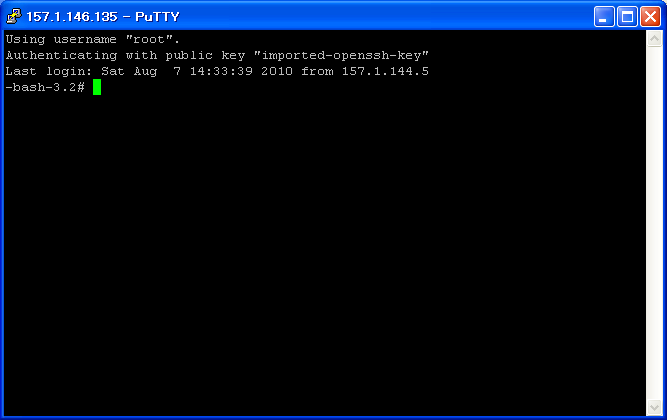 157.1.146.135 - PuTTY
Using username "root".
Authenticating with public key "imported-openssh-key"
Last login: Sat Aug  7 14:33:39 2010 from 157.1.144.5
-bash-3.2#